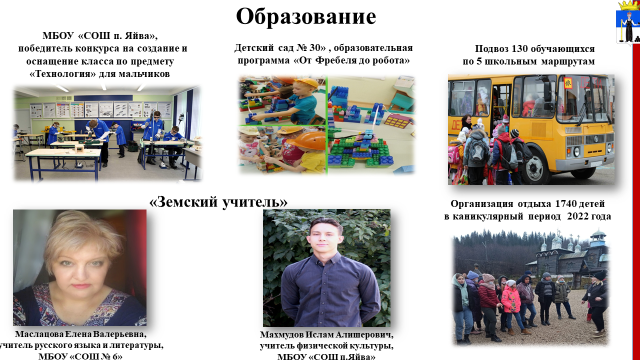 Образование
МБОУ «СОШ п. Яйва»,
победитель конкурса на создание и
оснащение класса по предмету
«Технология» для мальчиков
Детский сад № 30» , образовательная
программа «От Фребеля до робота»
Подвоз 130 обучающихся
по 5 школьным маршрутам
«Земский учитель»
Маслацова Елена Валерьевна,
учитель русского языка и литературы,
МБОУ «СОШ № 6»
Махмудов Ислам Алишерович,
учитель физической культуры,
МБОУ «СОШ п.Яйва»
Организация отдыха 1740 детей
в каникулярный период 2022 года